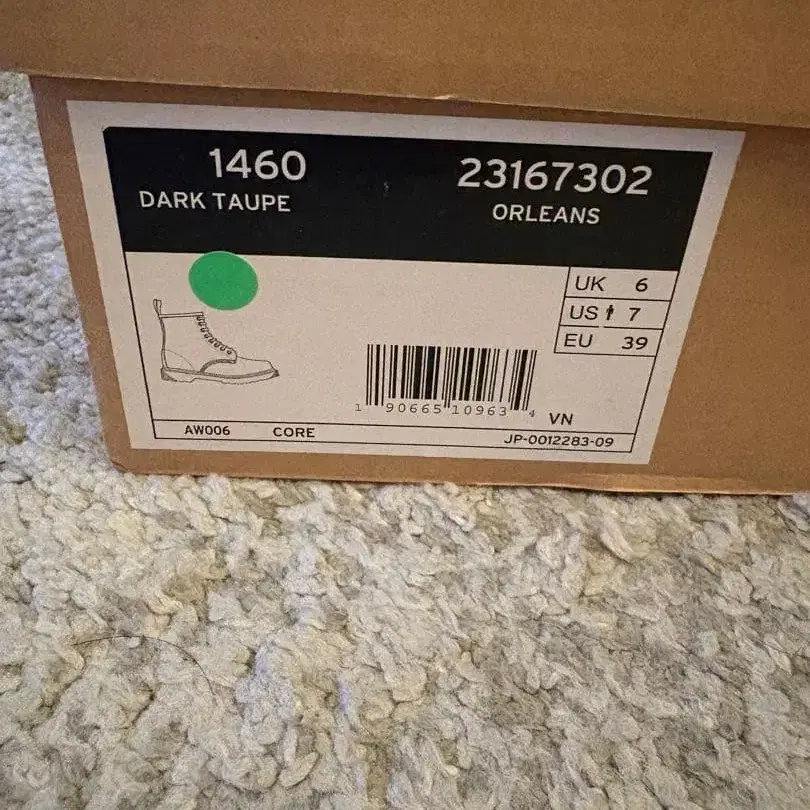 1460 23167302
DARK TAUPE ORLEANS
UK 6
US 7
EU 39
1 90665 10963 4
VN
AW006 CORE JP-0012283-09